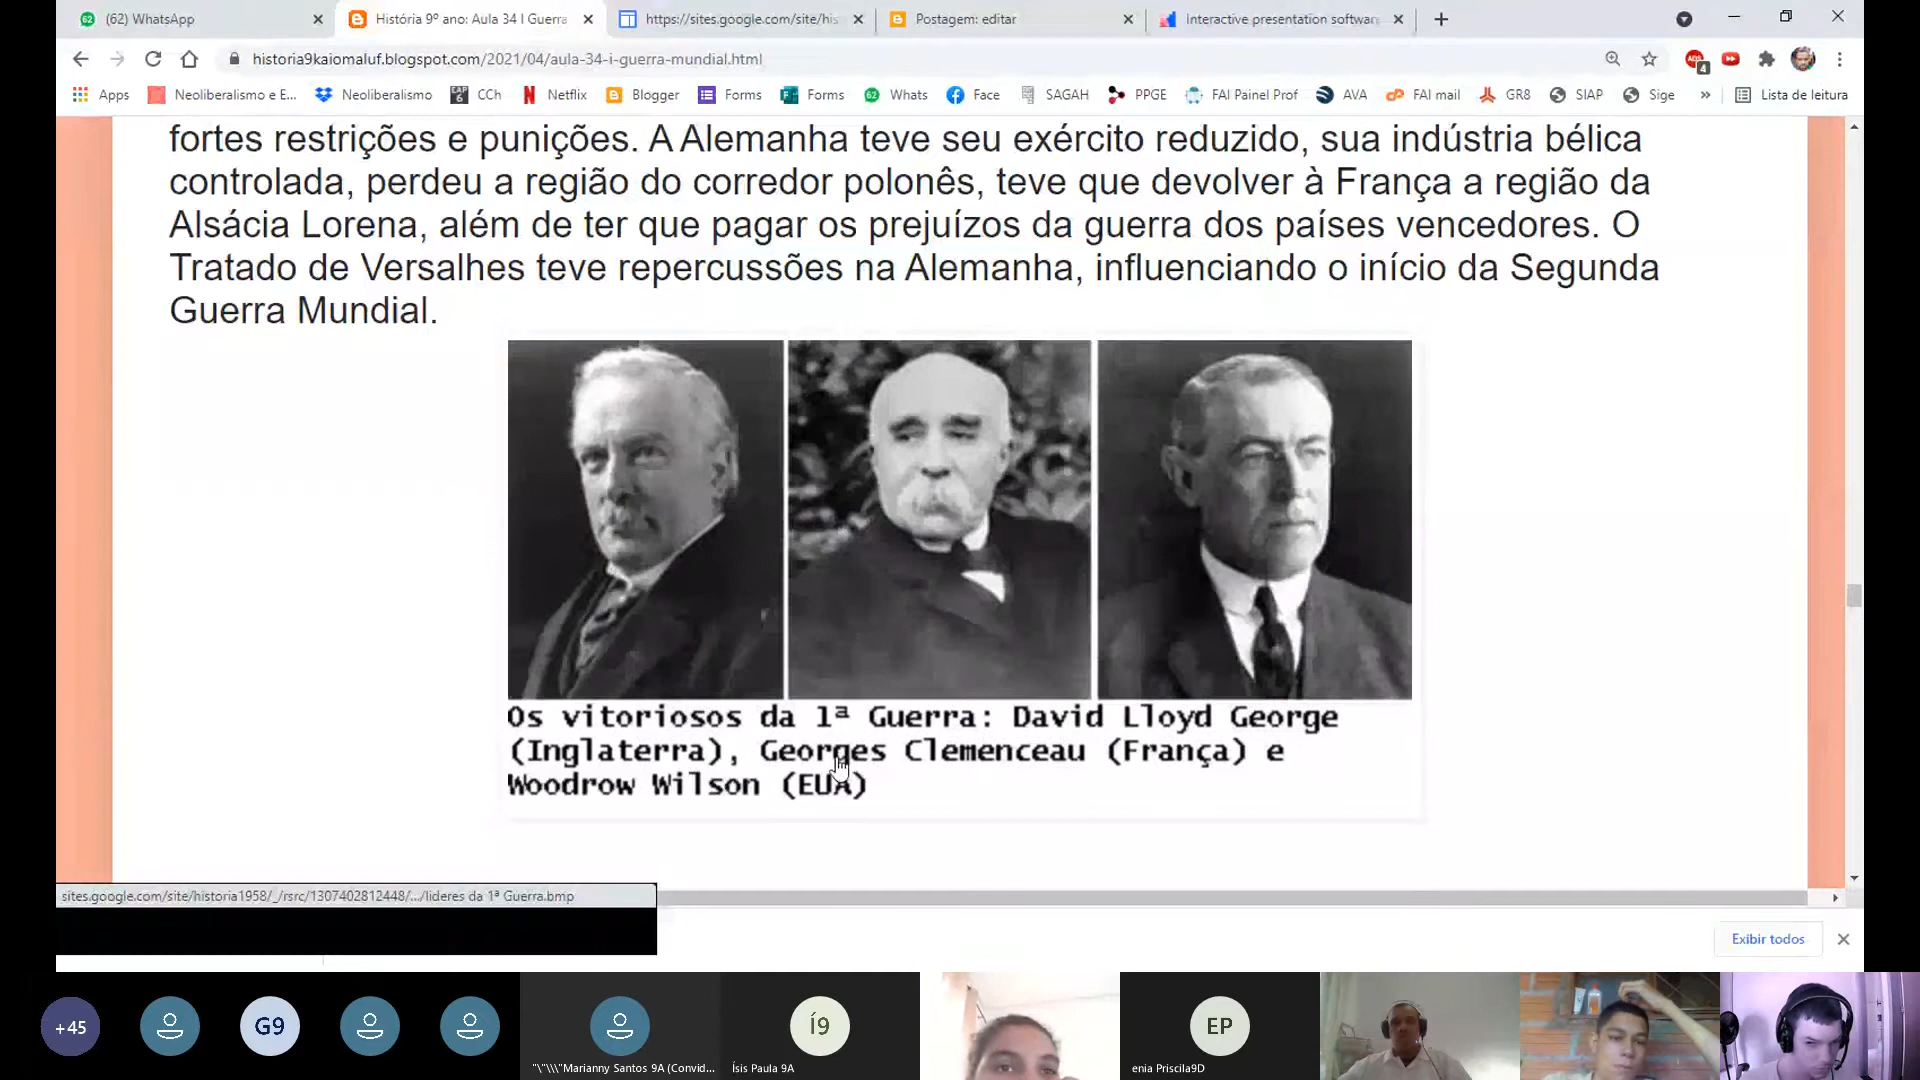 (62) WhatsApp
História 9º ano: Aula 34 I Guerra
https://sites.google.com/site/his
Postagem: editar
Interactive presentation software
historia9kaiomaluf.blogspot.com/2021/04/aula-34-i-guerra-mundial.html
4
Apps
Neoliberalismo e E...
Neoliberalismo
CAP 6
CCh
Netflix
Blogger
Forms
Forms
62
Whats
Face
SAGAH
PPGE
FAI Painel Prof
AVA
FAI mail
GR8
SIAP
Sige
»
Lista de leitura
fortes restrições e punições. A Alemanha teve seu exército reduzido, sua indústria bélica
controlada, perdeu a região do corredor polonês, teve que devolver à França a região da
Alsácia Lorena, além de ter que pagar os prejuízos da guerra dos países vencedores. O
Tratado de Versalhes teve repercussões na Alemanha, influenciando o início da Segunda
Guerra Mundial.
Os vitoriosos da 1ª Guerra: David Lloyd George
(Inglaterra), Georges Clemenceau (França) e
Woodrow Wilson (EUA)
sites.google.com/site/historia1958/_/rsrc/1307402812448/.../lideres da 1ª Guerra.bmp
Exibir todos
+45
G9
Í9
EP
"\"\\\"Marianny Santos 9A (Convid...
Ísis Paula 9A
enia Priscila9D